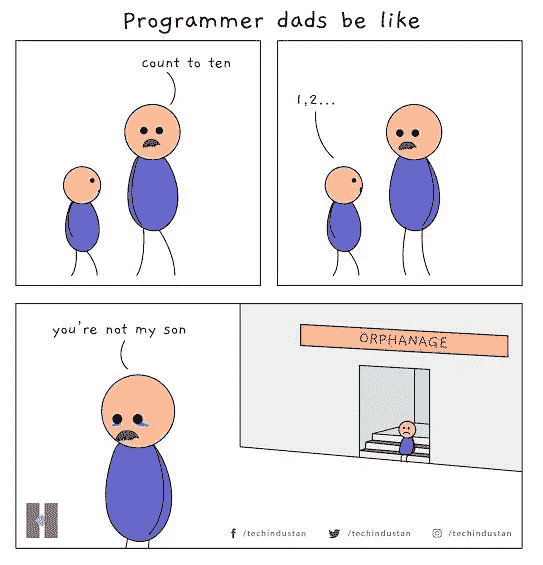 Programmer dads be like
count to ten
1,2...
you're not my son
ORPHANAGE
H
/techindustan /techindustan /techindustan